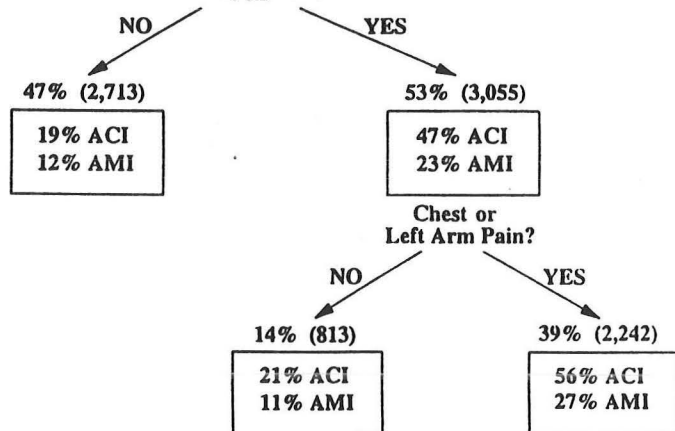 NO YES
47% (2,713) 53% (3,055)
19% ACI 47% ACI
12% AMI 23% AMI
Chest or
Left Arm Pain?
NO YES
14% (813) 39% (2,242)
21% ACI 56% ACI
11% AMI 27% AMI